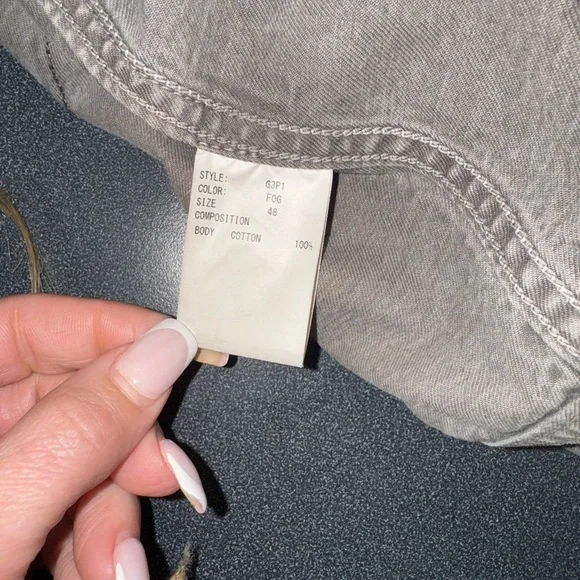 STYLE: G3P1
COLOR: FOG
SIZE 48
COMPOSITION
BODY COTTON 100%